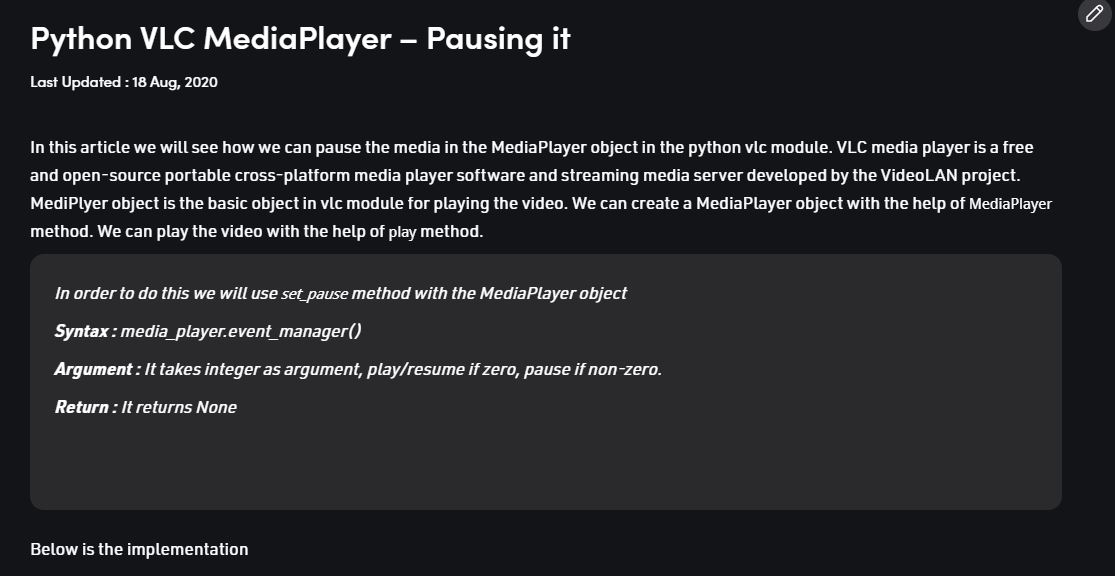 Python VLC MediaPlayer – Pausing it
Last Updated : 18 Aug, 2020
In this article we will see how we can pause the media in the MediaPlayer object in the python vlc module. VLC media player is a free
and open-source portable cross-platform media player software and streaming media server developed by the VideoLAN project.
MediPlyer object is the basic object in vlc module for playing the video. We can create a MediaPlayer object with the help of MediaPlayer
method. We can play the video with the help of play method.
In order to do this we will use set_pause method with the MediaPlayer object
Syntax : media_player.event_manager()
Argument : It takes integer as argument, play/resume if zero, pause if non-zero.
Return : It returns None
Below is the implementation